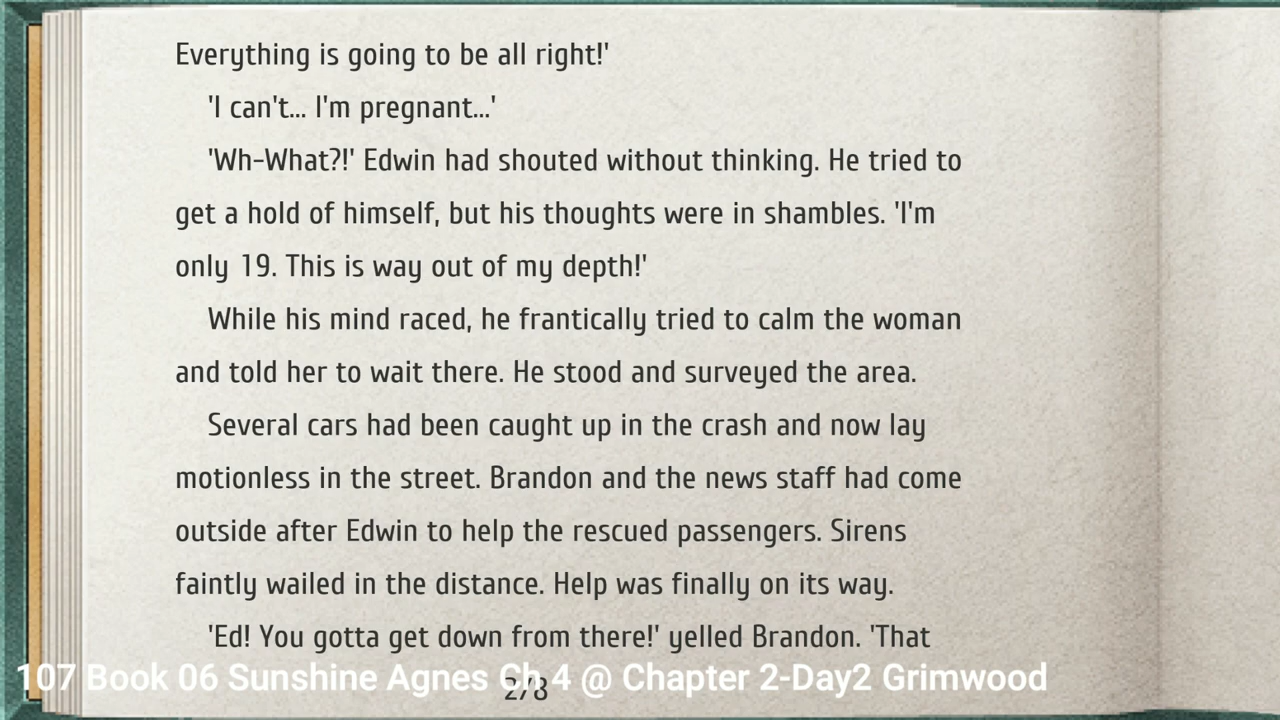 Everything is going to be all right!'
'I can't... I'm pregnant...'
'Wh-What?!' Edwin had shouted without thinking. He tried to
get a hold of himself, but his thoughts were in shambles. 'I'm
only 19. This is way out of my depth!'
While his mind raced, he frantically tried to calm the woman
and told her to wait there. He stood and surveyed the area.
Several cars had been caught up in the crash and now lay
motionless in the street. Brandon and the news staff had come
outside after Edwin to help the rescued passengers. Sirens
faintly wailed in the distance. Help was finally on its way.
'Ed! You gotta get down from there!' yelled Brandon. 'That
107 Book 06 Sunshine Agnes Ch 4 @ Chapter 2-Day2 Grimwood
2/8